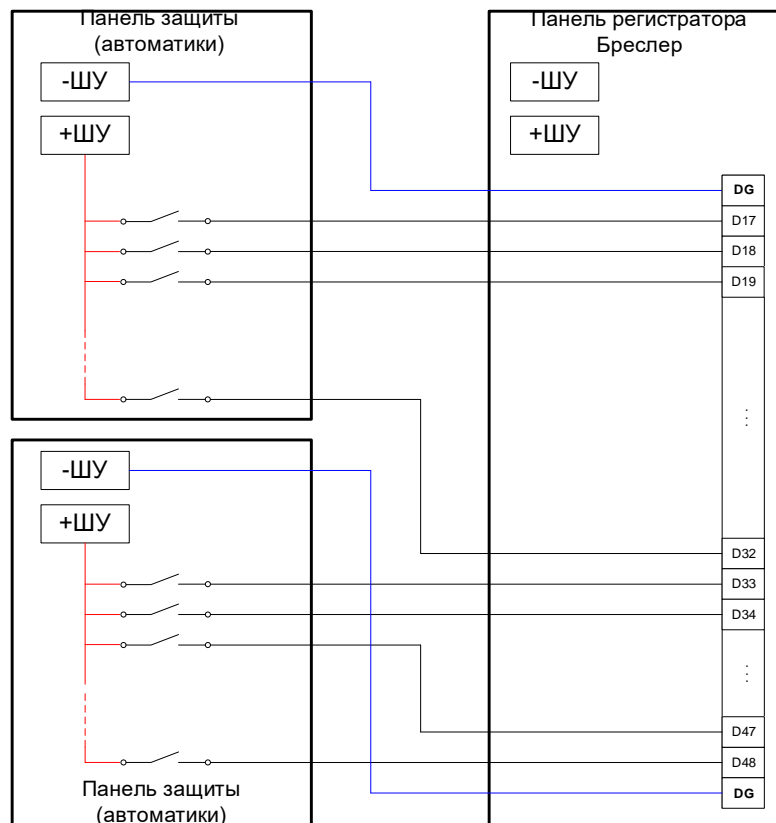 Панель защиты
(автоматики)
-ШУ
+ШУ
Панель регистратора
Бреслер
-ШУ
+ШУ
DG
D17
D18
D19
...
D32
D33
D34
...
D47
D48
DG
-ШУ
+ШУ
Панель защиты
(автоматики)